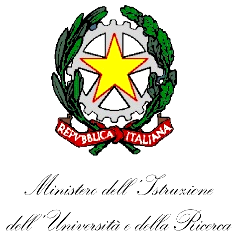 REPVBBLICA ITALIANA
Ministero dell'Istruzione
dell'Università e della Ricerca